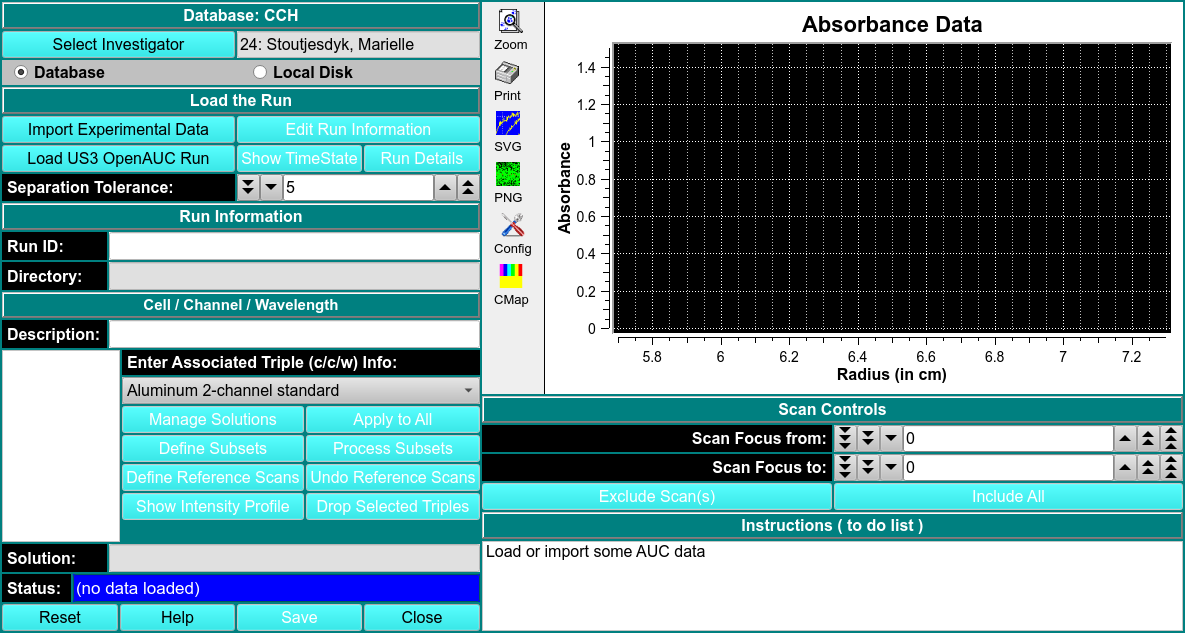 Database: CCH
Select Investigator
24: Stoutjesdyk, Marielle
Database
Local Disk
Load the Run
Import Experimental Data
Edit Run Information
Load US3 OpenAUC Run
Show TimeState
Run Details
Separation Tolerance:
5
Run Information
Run ID:
Directory:
Cell / Channel / Wavelength
Description:
Enter Associated Triple (c/c/w) Info:
Aluminum 2-channel standard
Manage Solutions
Apply to All
Define Subsets
Process Subsets
Define Reference Scans
Undo Reference Scans
Show Intensity Profile
Drop Selected Triples
Solution:
Status:
(no data loaded)
Reset
Help
Save
Close
Zoom
Print
SVG
PNG
Config
CMap
Absorbance Data
Absorbance
1.4
1.2
1
0.8
0.6
0.4
0.2
0
5.8
6
6.2
6.4
6.6
6.8
7
7.2
Radius (in cm)
Scan Controls
Scan Focus from:
0
Scan Focus to:
0
Exclude Scan(s)
Include All
Instructions ( to do list )
Load or import some AUC data